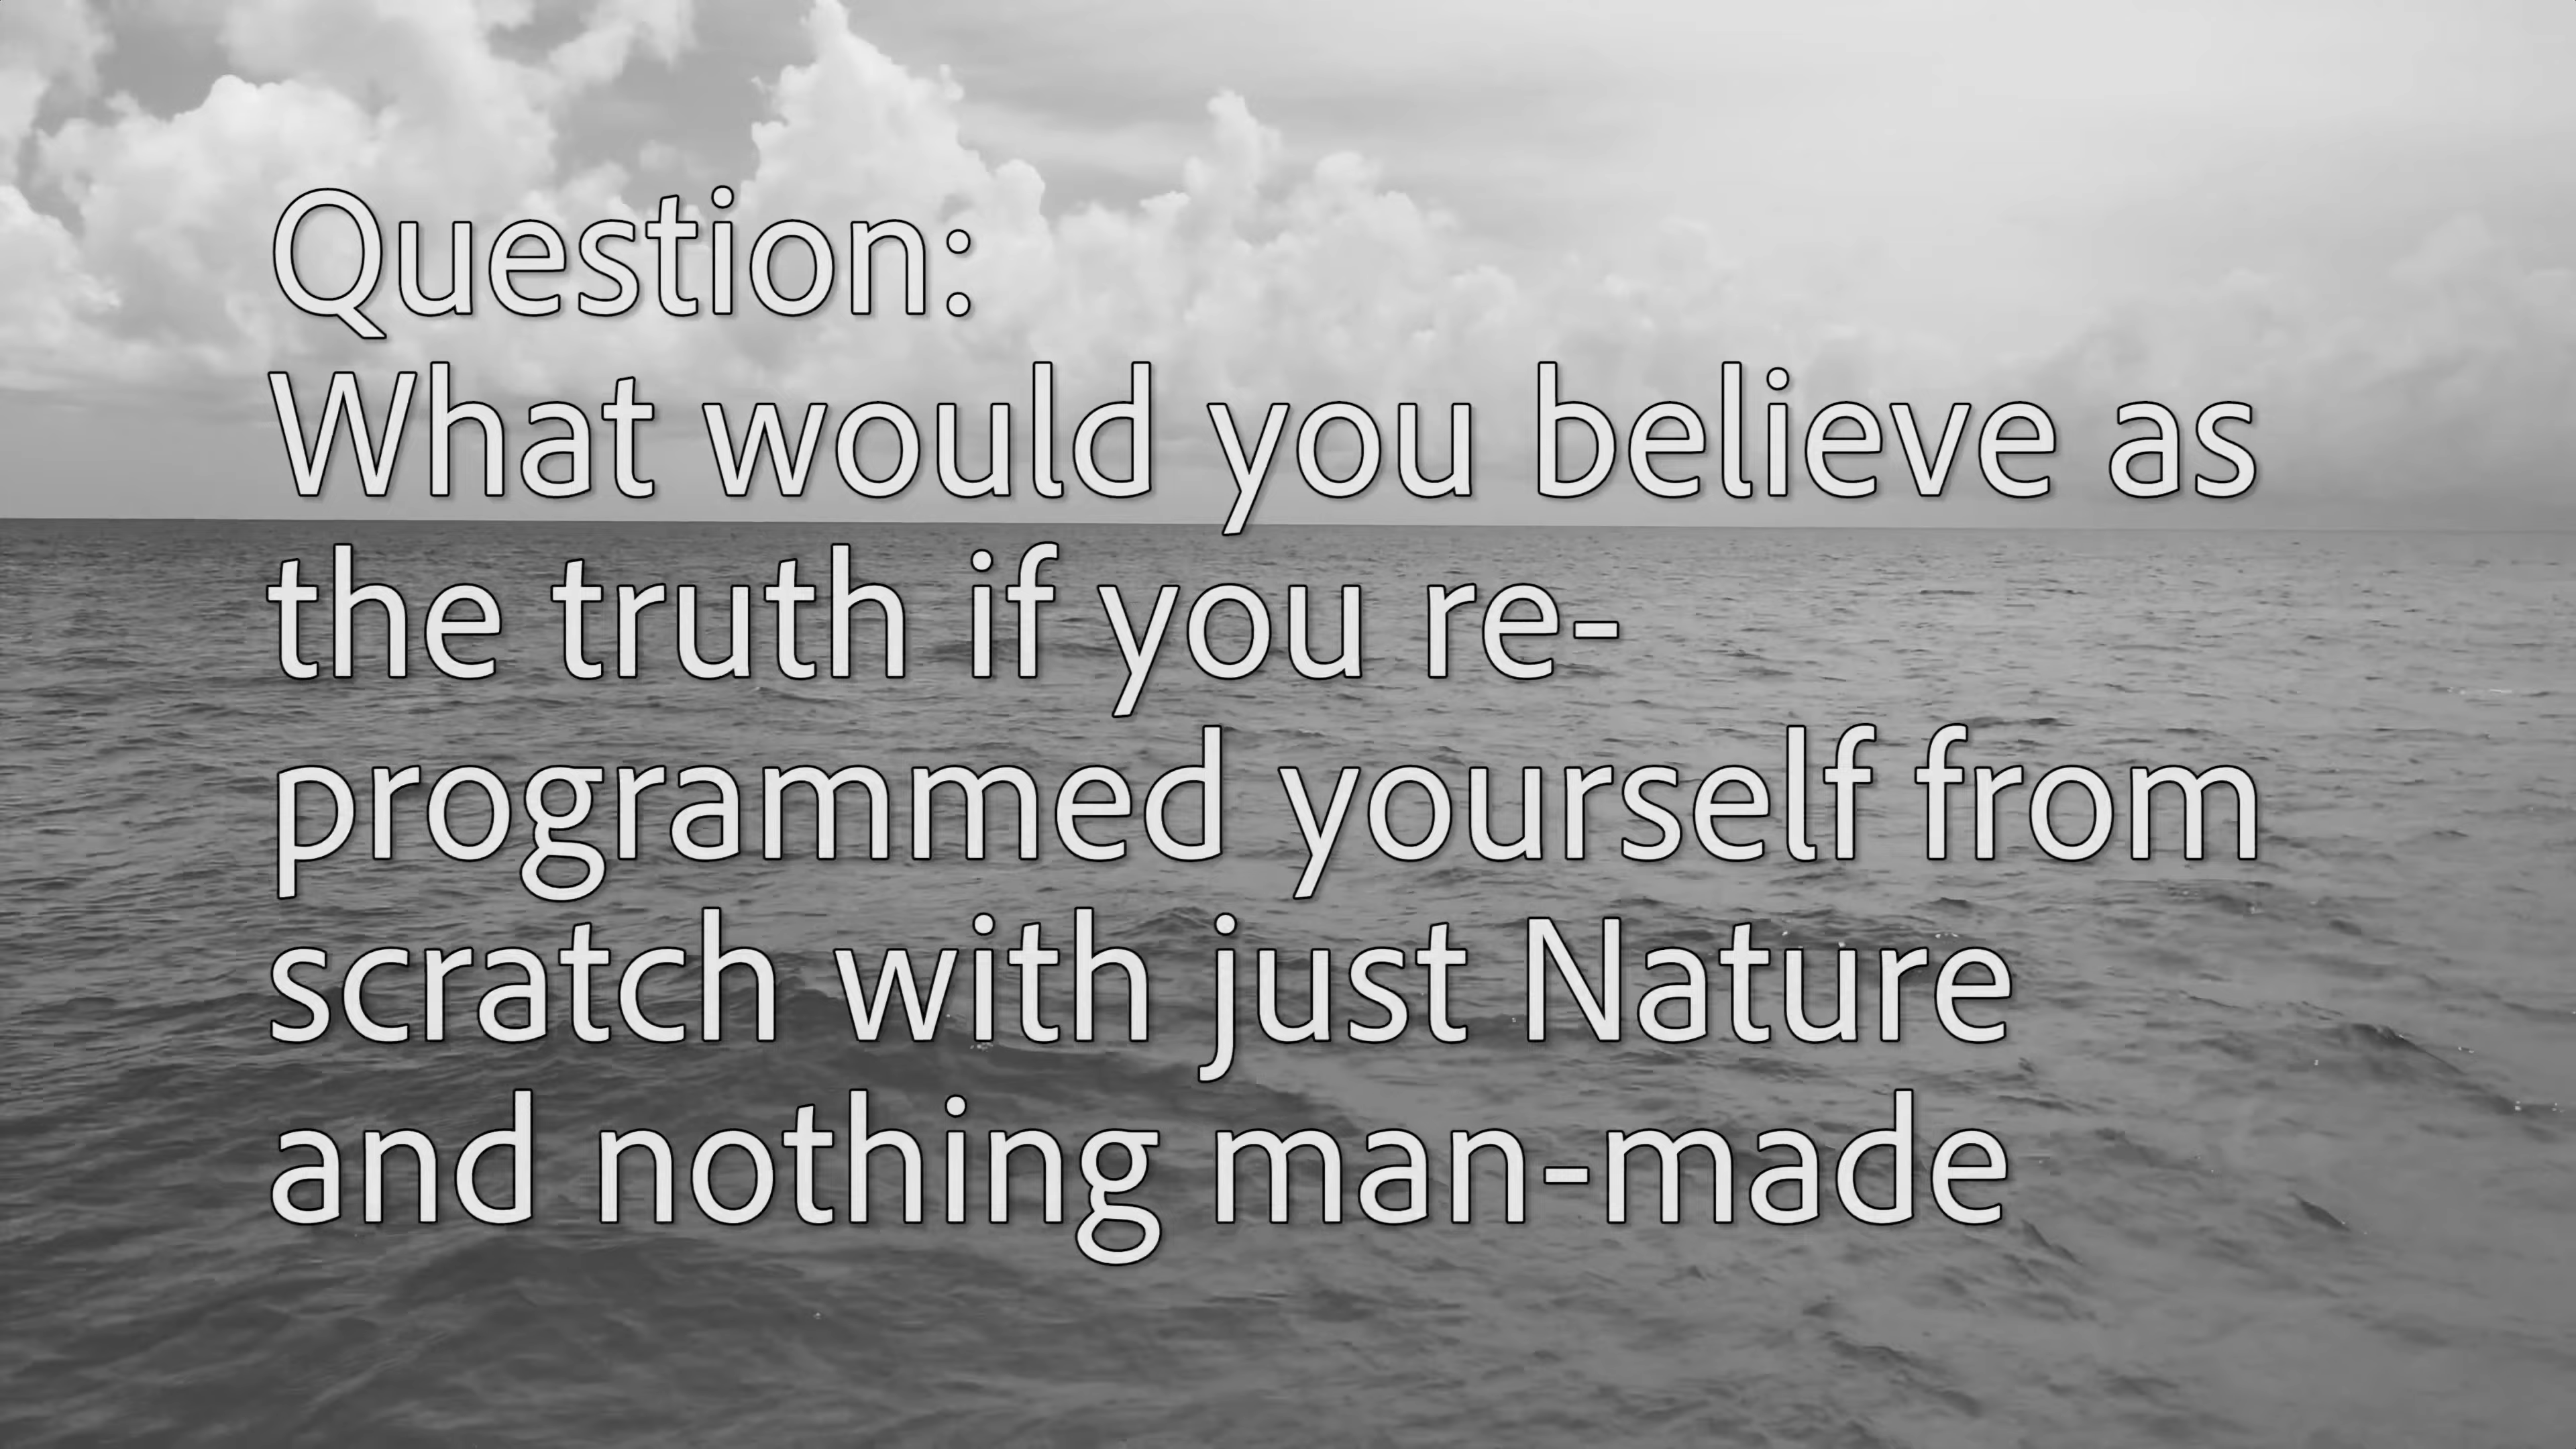 Question:
What would you believe as
the truth if you re-
programmed yourself from
scratch with just Nature
and nothing man-made